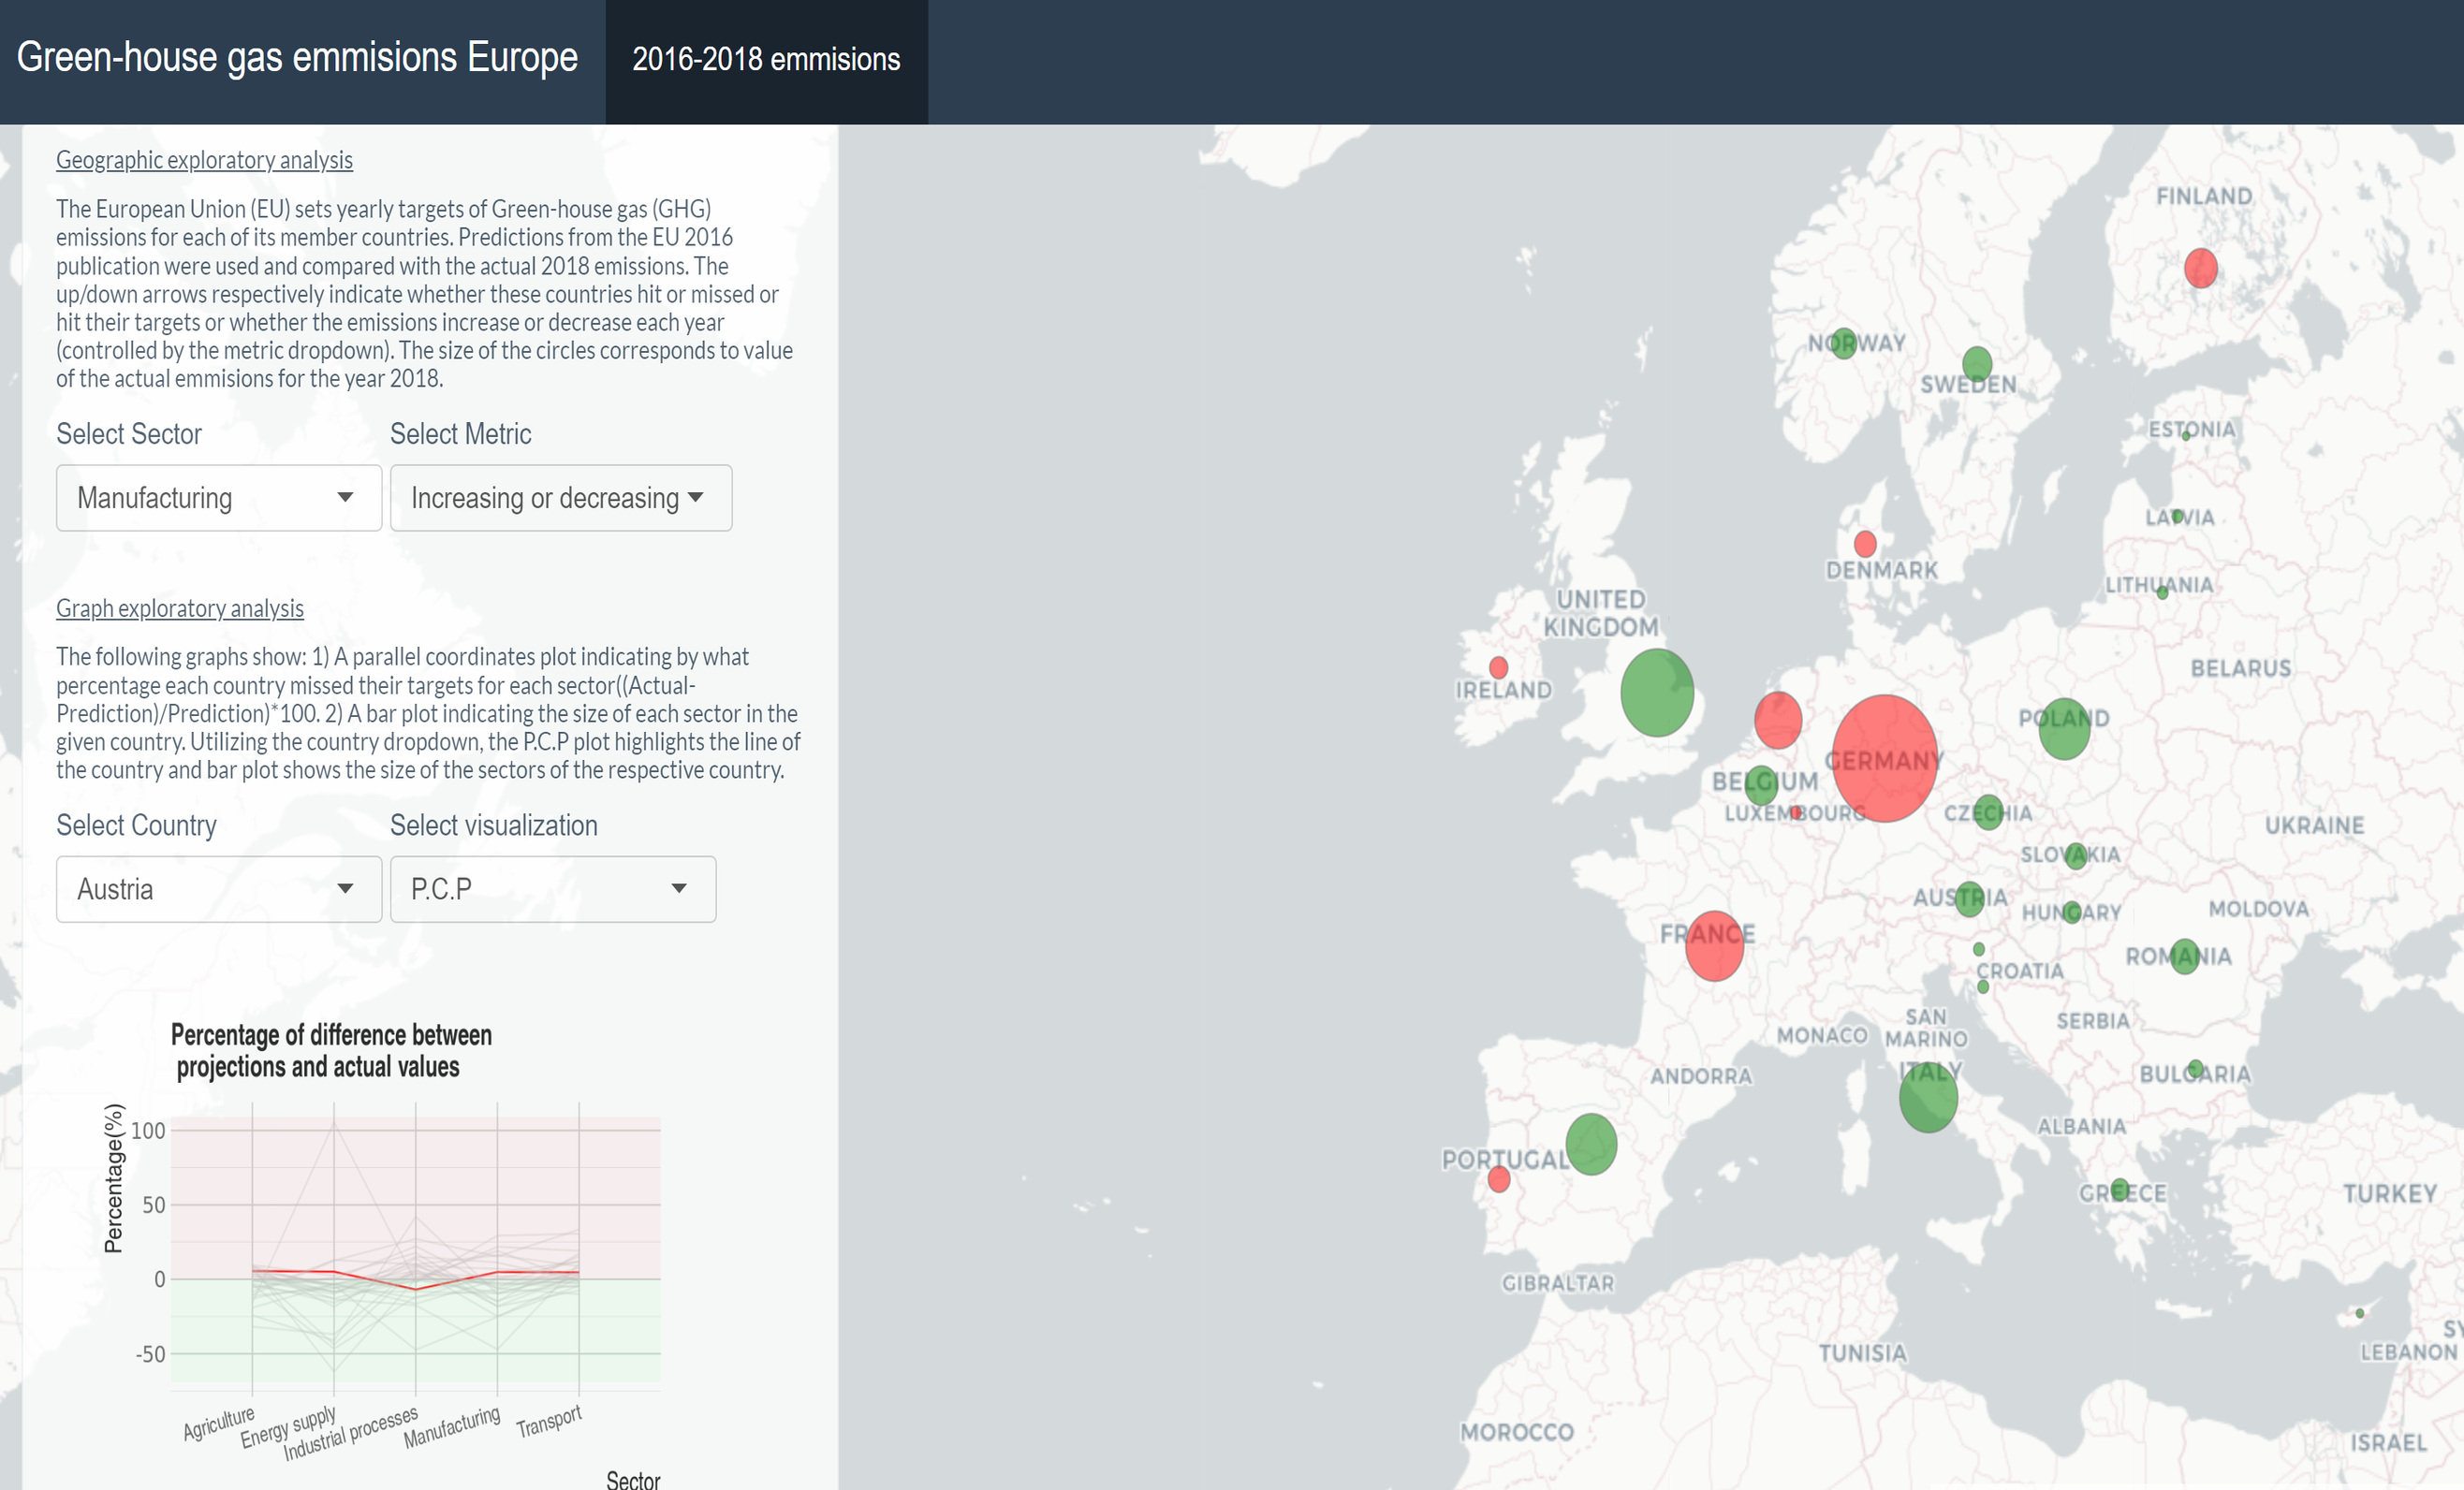 Green-house gas emmisions Europe
2016-2018 emmisions
Geographic exploratory analysis
The European Union (EU) sets yearly targets of Green-house gas (GHG)
emissions for each of its member countries. Predictions from the EU 2016
publication were used and compared with the actual 2018 emissions. The
up/down arrows respectively indicate whether these countries hit or missed or
hit their targets or whether the emissions increase or decrease each year
(controlled by the metric dropdown). The size of the circles corresponds to value
of the actual emmisions for the year 2018.
Select Sector
Select Metric
Manufacturing
Increasing or decreasing
Graph exploratory analysis
The following graphs show: 1) A parallel coordinates plot indicating by what
percentage each country missed their targets for each sector((Actual-
Prediction)/Prediction)*100. 2) A bar plot indicating the size of each sector in the
given country. Utilizing the country dropdown, the P.C.P plot highlights the line of
the country and bar plot shows the size of the sectors of the respective country.
Select Country
Select visualization
Austria
P.C.P
Percentage of difference between
projections and actual values
Percentage(%)
100
50
0
-50
Agriculture
Energy supply
Industrial processes
Manufacturing
Transport
Sector
FINLAND
NORWAY
SWEDEN
ESTONIA
LATVIA
DENMARK
LITHUANIA
UNITED
KINGDOM
BELARUS
IRELAND
POLAND
GERMANY
BELGIUM
LUXEMBOURG
CZECHIA
UKRAINE
SLOVAKIA
AUSTRIA
HUNGARY
MOLDOVA
FRANCE
ROMANIA
CROATIA
SAN
MARINO
SERBIA
MONACO
ITALY
ANDORRA
BULGARIA
ALBANIA
PORTUGAL
GREECE
TURKEY
GIBRALTAR
SY
TUNISIA
LEBANON
MOROCCO
ISRAEL